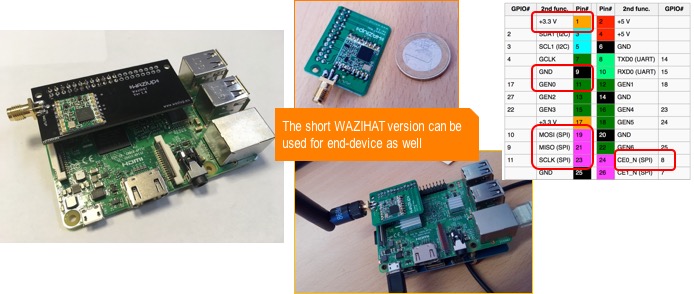 WAZIHAT
HDMI
The short WAZIHAT version can be
used for end-device as well
GPIO# 2nd func. Pin# Pin# 2nd func. GPIO#
+3.3 V 1 2 +5 V
2 SDA1 (I2C) 3 4 +5 V
3 SCL1 (I2C) 5 6 GND
4 GCLK 7 8 TXD0 (UART) 14
GND 9 10 RXD0 (UART) 15
17 GEN0 11 GEN1 18
27 GEN2 13 14 GND
22 GEN3 GEN4 23
+3.3 V 17 18 GEN5 24
10 MOSI (SPI) 19 20 GND
9 MISO (SPI) 21 22 GEN6 25
11 SCLK (SPI) 23 24 CE0_N (SPI) 8
GND 25 26 CE1_N (SPI) 7